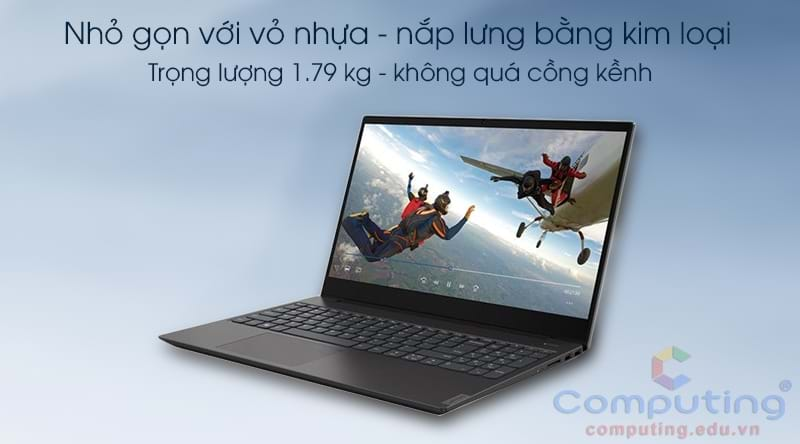 Nhỏ gọn với vỏ nhựa - nắp lưng bằng kim loại
Trọng lượng 1.79 kg - không quá cồng kềnh
Computing®
computing.edu.vn